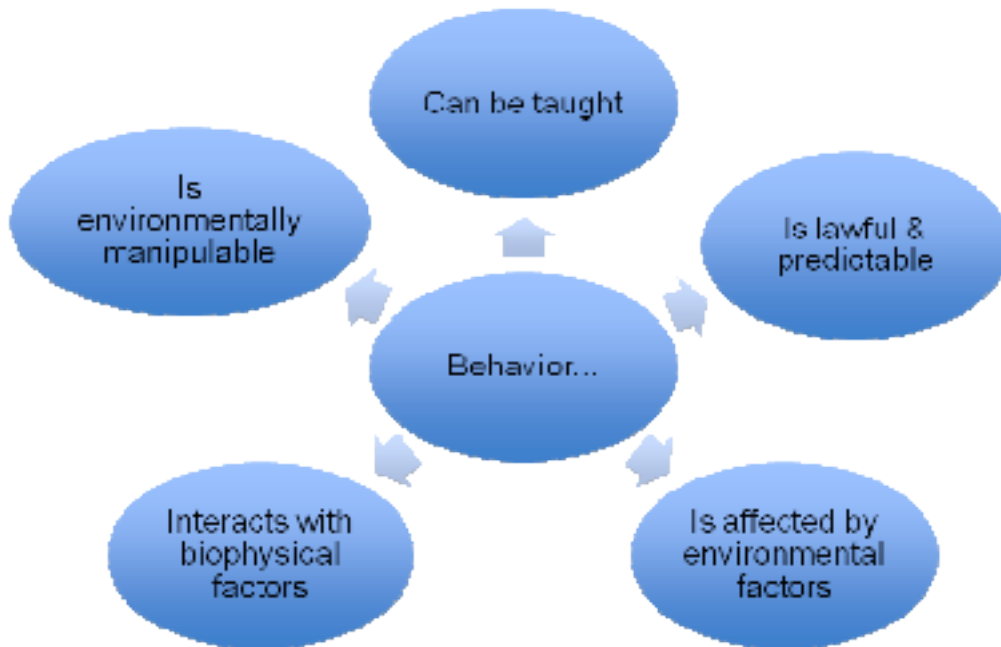 Can be taught
Is
environmentally
manipulable
Is lawful &
predictable
Behavior...
Interacts with
biophysical
factors
Is affected by
environmental
factors